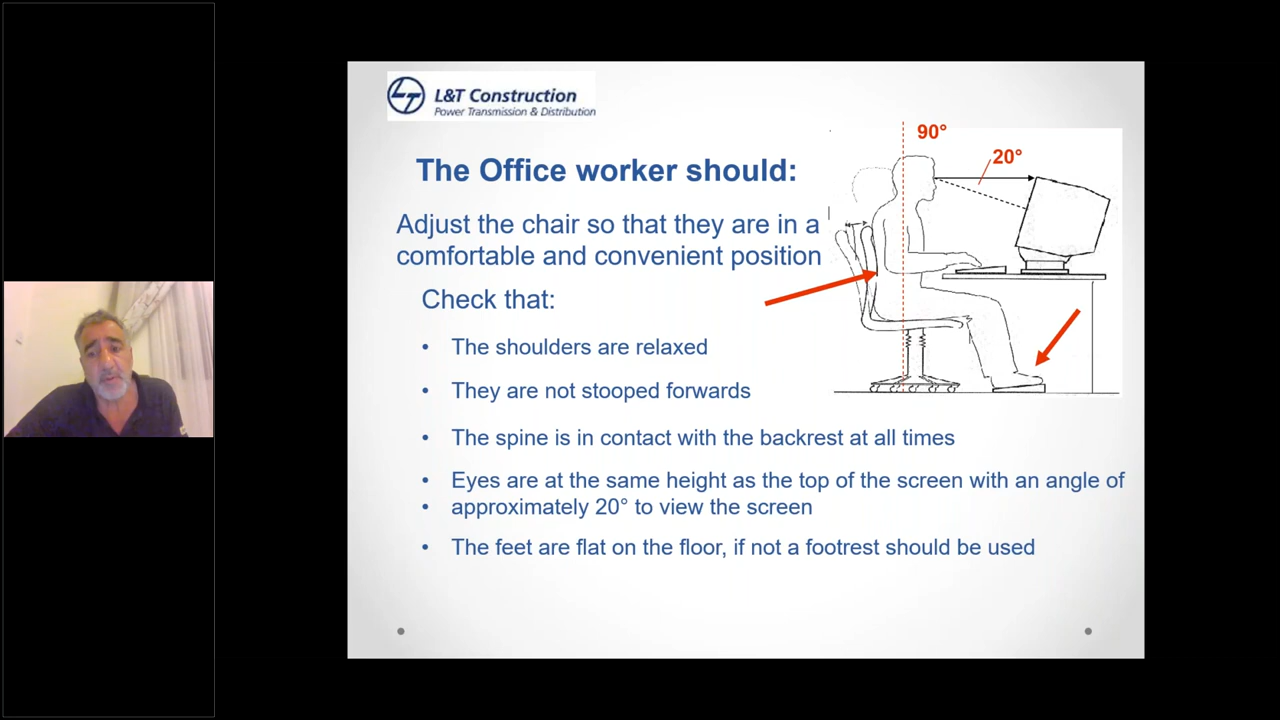 LT
L&T Construction
Power Transmission & Distribution
90°
20°
The Office worker should:
Adjust the chair so that they are in a
comfortable and convenient position
Check that:
• The shoulders are relaxed
• They are not stooped forwards
• The spine is in contact with the backrest at all times
• Eyes are at the same height as the top of the screen with an angle of
• approximately 20° to view the screen
• The feet are flat on the floor, if not a footrest should be used